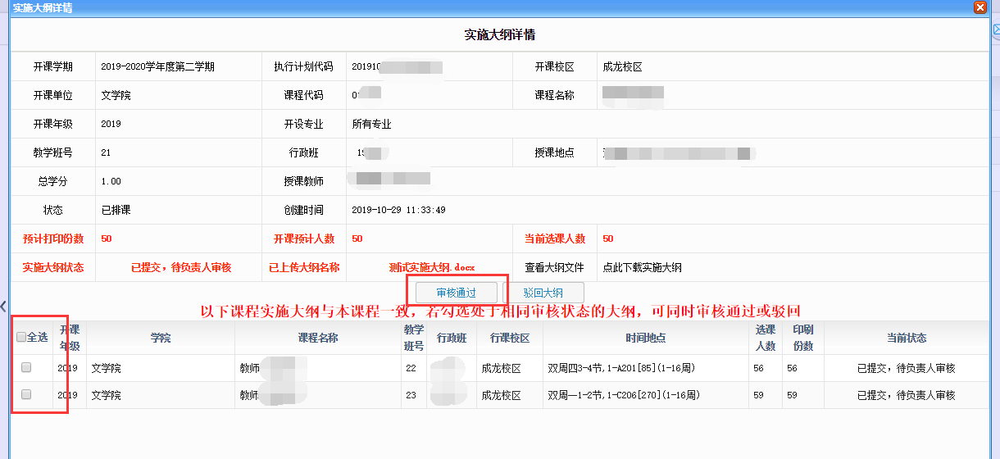 实施大纲详情
实施大纲详情
开课学期 2019-2020学年度第二学期 执行计划代码 20191 开课校区 成龙校区
开课单位 文学院 课程代码 0 课程名称
开课年级 2019 开设专业 所有专业
教学班号 21 行政班 19 授课地点
总学分 1.00 授课教师
状态 已排课 创建时间 2019-10-29 11:33:49
预计打印份数 50 开课预计人数 50 当前选课人数 50
实施大纲状态 已提交，待负责人审核 已上传大纲名称 测试实施大纲.docx 查看大纲文件 点此下载实施大纲
审核通过 驳回大纲
以下课程实施大纲与本课程一致，若勾选处于相同审核状态的大纲，可同时审核通过或驳回
全选 开课年级 学院 课程名称 教学班号 行政班 行课校区 时间地点 选课人数 印刷份数 当前状态
2019 文学院 教师 22 成龙校区 双周四3-4节,1-A201[85](1-16周) 56 56 已提交，待负责人审核
2019 文学院 教师 23 成龙校区 双周一1-2节,1-C206[270](1-16周) 59 59 已提交，待负责人审核